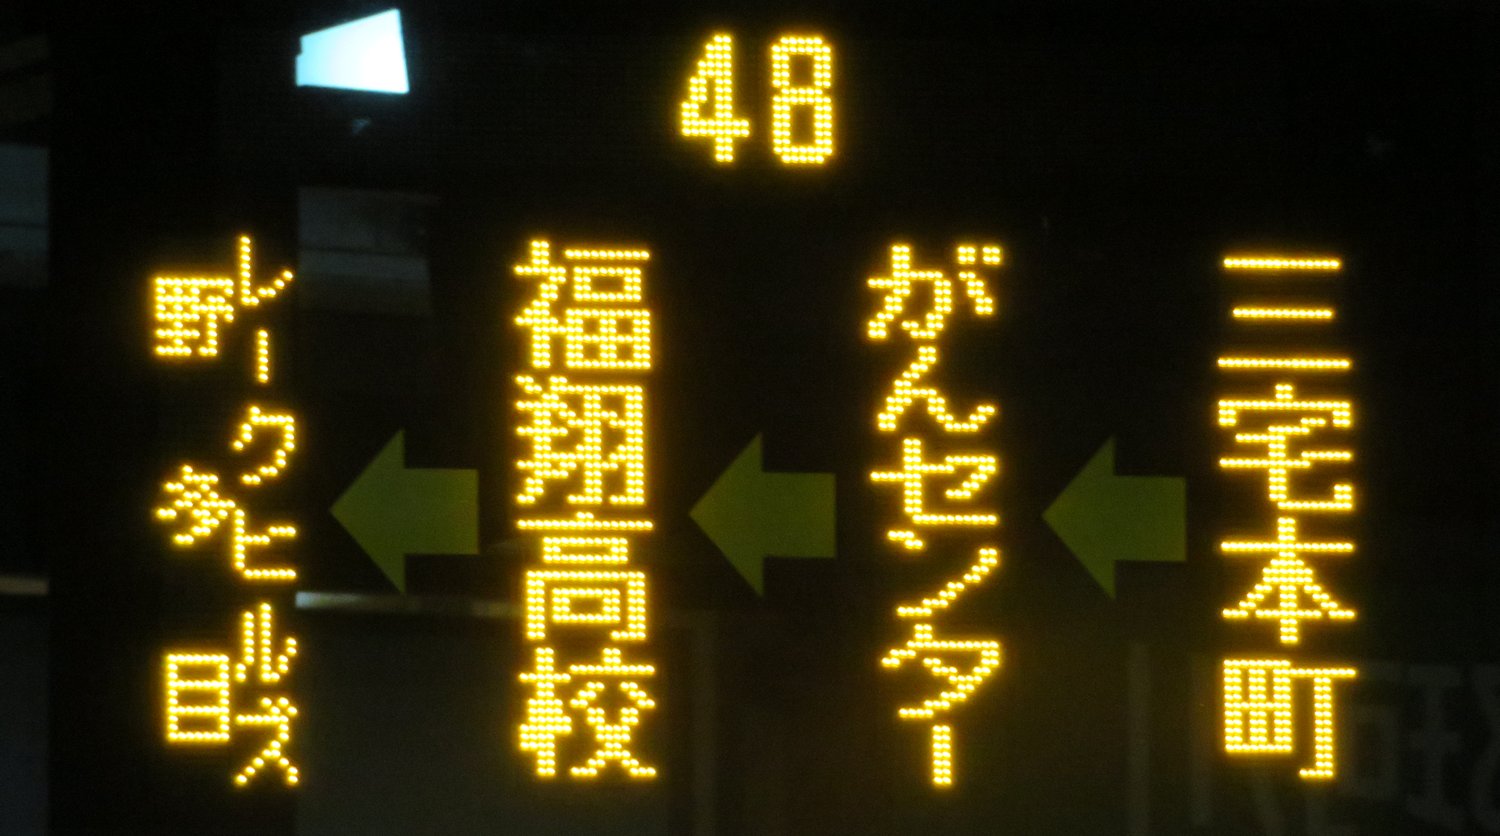 48
三宅本町
がんセンター
福翔高校
レークヒルズ
野多目